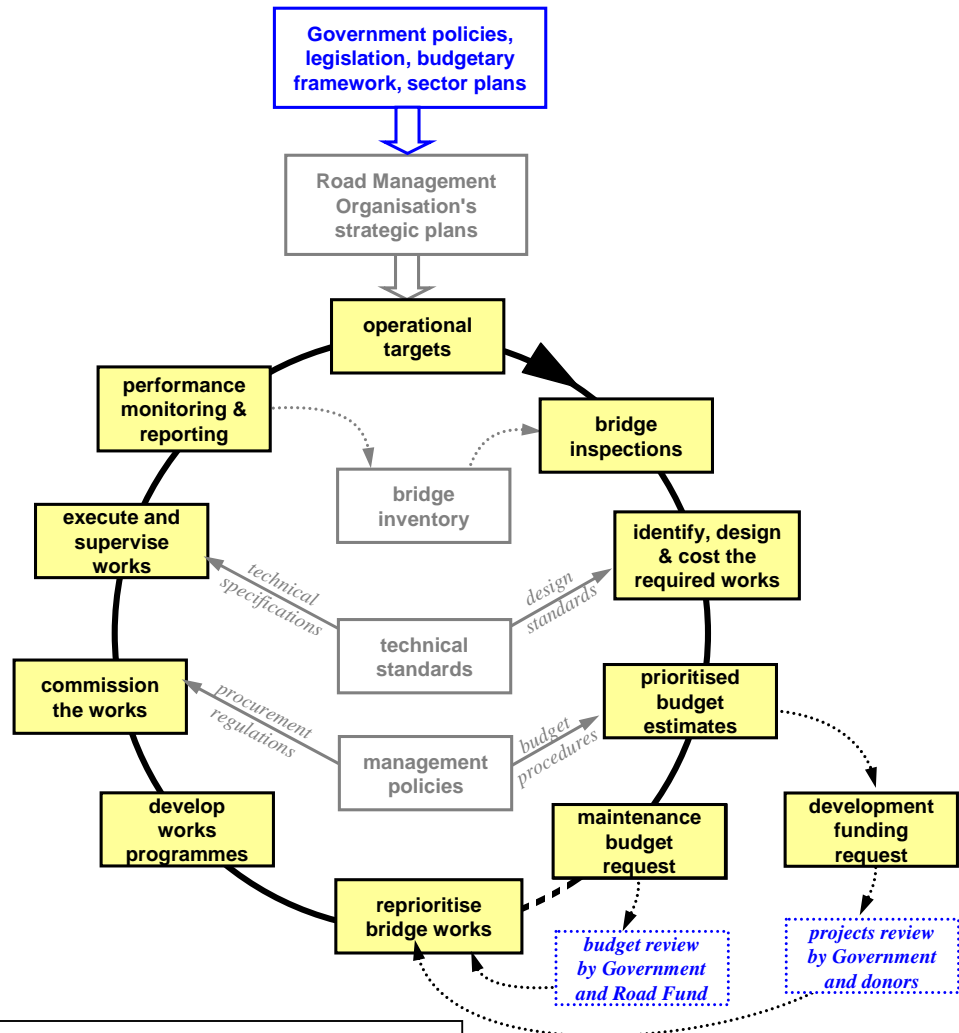 Government policies,
legislation, budgetary
framework, sector plans
Road Management
Organisation's
strategic plans
operational
targets
performance
monitoring &
reporting
bridge
inspections
bridge
inventory
execute and
supervise
works
identify, design
& cost the
required works
technical
specifications
design
standards
technical
standards
commission
the works
prioritised
budget
estimates
procurement
regulations
budget
procedures
management
policies
develop
works
programmes
maintenance
budget
request
development
funding
request
reprioritise
bridge works
budget review
by Government
and Road Fund
projects review
by Government
and donors